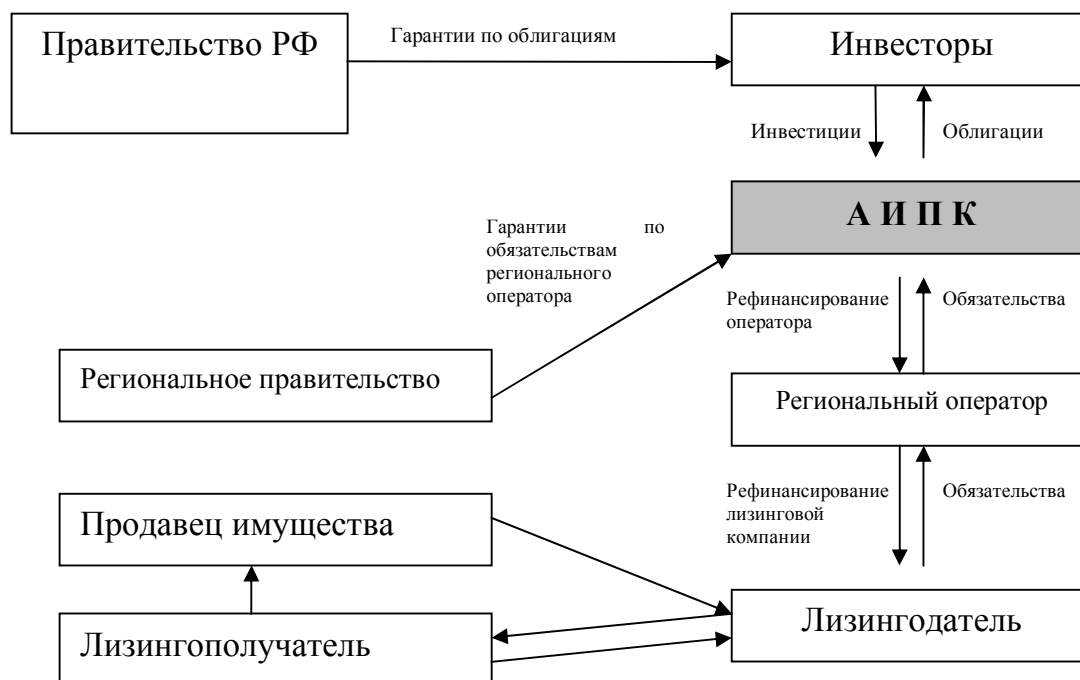 Правительство РФ
Гарантии по облигациям
Инвесторы
Инвестиции
Облигации
А И П К
Гарантии по
обязательствам
регионального
оператора
Рефинансирование
оператора
Обязательства
Региональное правительство
Региональный оператор
Рефинансирование
лизинговой
компании
Обязательства
Продавец имущества
Лизингополучатель
Лизингодатель